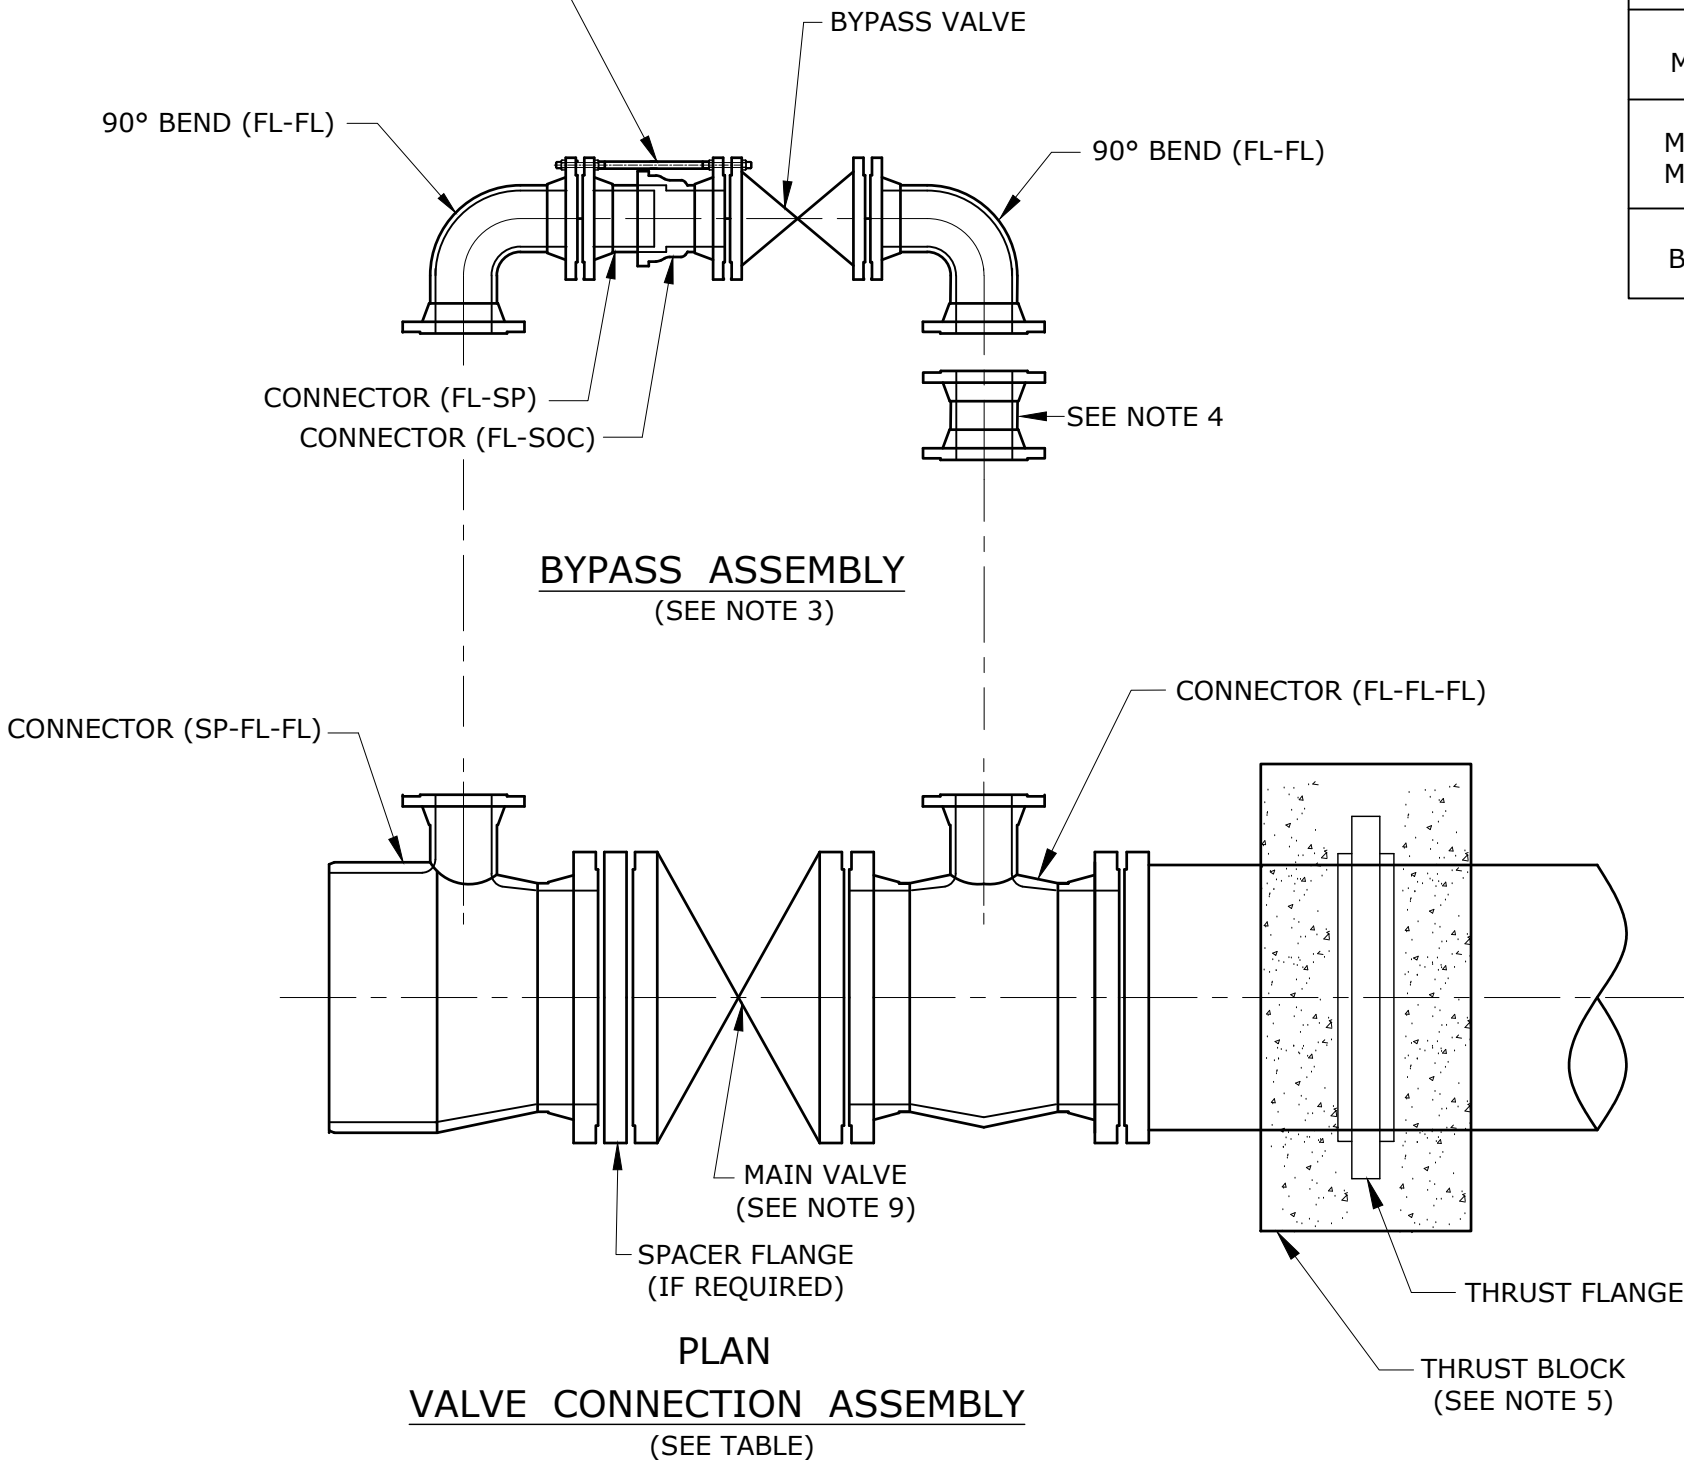 BYPASS VALVE
M
90° BEND (FL-FL)
90° BEND (FL-FL)
M
M
B
CONNECTOR (FL-SP)
CONNECTOR (FL-SOC)
SEE NOTE 4
BYPASS ASSEMBLY
(SEE NOTE 3)
CONNECTOR (FL-FL-FL)
CONNECTOR (SP-FL-FL)
MAIN VALVE
(SEE NOTE 9)
SPACER FLANGE
(IF REQUIRED)
THRUST FLANGE
PLAN
THRUST BLOCK
(SEE NOTE 5)
VALVE CONNECTION ASSEMBLY
(SEE TABLE)